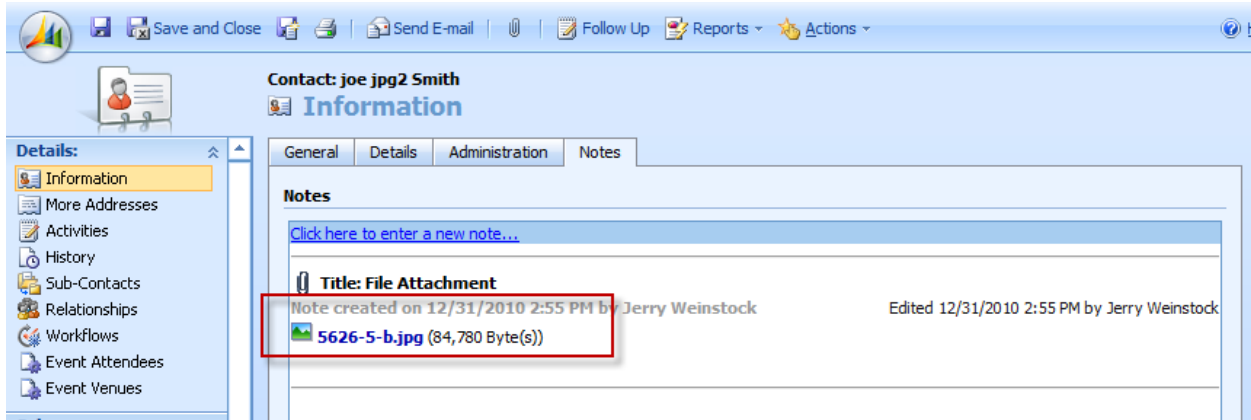 Save and Close Send E-mail Follow Up Reports Actions
Contact: joe jpg2 Smith
Information
Details:
Information
More Addresses
Activities
History
Sub-Contacts
Relationships
Workflows
Event Attendees
Event Venues
General Details Administration Notes
Notes
Click here to enter a new note...
Title: File Attachment
Note created on 12/31/2010 2:55 PM by Jerry Weinstock Edited 12/31/2010 2:55 PM by Jerry Weinstock
5626-5-b.jpg (84,780 Byte(s))